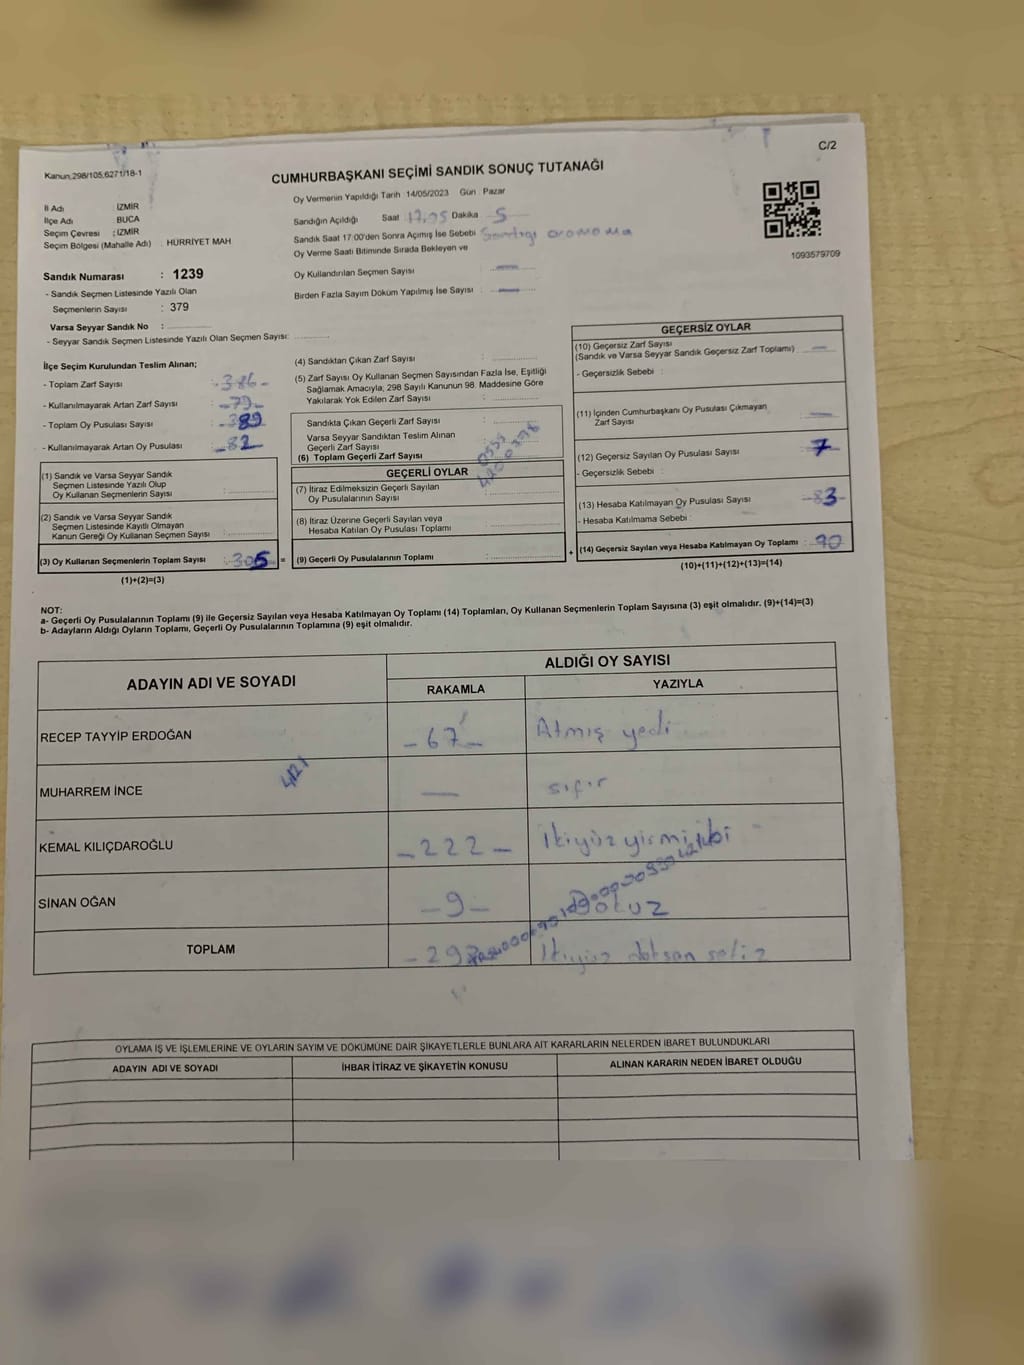 C/2
Kanun,298/105,6271/18-1
CUMHURBAŞKANI SEÇİMİ SANDIK SONUÇ TUTANAĞI
Oy Vermenin Yapıldığı Tarih 14/05/2023 Gün : Pazar
İl Adı : İZMİR
İlçe Adı : BUCA
Seçim Çevresi : İZMİR
Seçim Bölgesi (Mahalle Adı) : HÜRRİYET MAH
Sandığın Açıldığı Saat 17.05 Dakika 5
Sandık Saat 17:00'den Sonra Açımış İse Sebebi
Oy Verme Saati Bitiminde Sırada Bekleyen ve
Oy Kullandırılan Seçmen Sayısı : —
Birden Fazla Sayım Döküm Yapılmış İse Sayısı : —
1093579709
Sandık Numarası : 1239
- Sandık Seçmen Listesinde Yazılı Olan
Seçmenlerin Sayısı : 379
Varsa Seyyar Sandık No :
- Seyyar Sandık Seçmen Listesinde Yazılı Olan Seçmen Sayısı:
İlçe Seçim Kurulundan Teslim Alınan;
- Toplam Zarf Sayısı : -386-
- Kullanılmayarak Artan Zarf Sayısı : -79-
- Toplam Oy Pusulası Sayısı : -389
- Kullanılmayarak Artan Oy Pusulası : -82-
(1) Sandık ve Varsa Seyyar Sandık
Seçmen Listesinde Yazılı Olup
Oy Kullanan Seçmenlerin Sayısı :
(2) Sandık ve Varsa Seyyar Sandık
Seçmen Listesinde Kayıtlı Olmayan
Kanun Gereği Oy Kullanan Seçmen Sayısı :
(3) Oy Kullanan Seçmenlerin Toplam Sayısı : -305 =
(1)+(2)=(3)
(4) Sandıktan Çıkan Zarf Sayısı :
(5) Zarf Sayısı Oy Kullanan Seçmen Sayısından Fazla İse, Eşitliği
Sağlamak Amacıyla, 298 Sayılı Kanunun 98. Maddesine Göre
Yakılarak Yok Edilen Zarf Sayısı :
Sandıkta Çıkan Geçerli Zarf Sayısı :
Varsa Seyyar Sandıktan Teslim Alınan
Geçerli Zarf Sayısı :
(6) Toplam Geçerli Zarf Sayısı
GEÇERLİ OYLAR
(7) İtiraz Edilmeksizin Geçerli Sayılan
Oy Pusulalarının Sayısı :
(8) İtiraz Üzerine Geçerli Sayılan veya
Hesaba Katılan Oy Pusulası Toplamı :
(9) Geçerli Oy Pusulalarının Toplamı : +
GEÇERSİZ OYLAR
(10) Geçersiz Zarf Sayısı
(Sandık ve Varsa Seyyar Sandık Geçersiz Zarf Toplamı) : —
- Geçersizlik Sebebi :
(11) İçinden Cumhurbaşkanı Oy Pusulası Çıkmayan
Zarf Sayısı : —
(12) Geçersiz Sayılan Oy Pusulası Sayısı : 7
- Geçersizlik Sebebi :
(13) Hesaba Katılmayan Oy Pusulası Sayısı : -83-
- Hesaba Katılmama Sebebi :
(14) Geçersiz Sayılan veya Hesaba Katılmayan Oy Toplamı : 90
(10)+(11)+(12)+(13)=(14)
NOT:
a- Geçerli Oy Pusulalarının Toplamı (9) ile Geçersiz Sayılan veya Hesaba Katılmayan Oy Toplamı (14) Toplamları, Oy Kullanan Seçmenlerin Toplam Sayısına (3) eşit olmalıdır. (9)+(14)=(3)
b- Adayların Aldığı Oyların Toplamı, Geçerli Oy Pusulalarının Toplamına (9) eşit olmalıdır.
ADAYIN ADI VE SOYADI
ALDIĞI OY SAYISI
RAKAMLA YAZIYLA
RECEP TAYYİP ERDOĞAN -67- Atmış yedi
MUHARREM İNCE — sıfır
KEMAL KILIÇDAROĞLU -222- İkiyüz yirmi iki
SİNAN OĞAN -9- Dokuz
TOPLAM -298 İkiyüz doksan sekiz
OYLAMA İŞ VE İŞLEMLERİNE VE OYLARIN SAYIM VE DÖKÜMÜNE DAİR ŞİKAYETLERLE BUNLARA AİT KARARLARIN NELERDEN İBARET BULUNDUKLARI
ADAYIN ADI VE SOYADI İHBAR İTİRAZ VE ŞİKAYETİN KONUSU ALINAN KARARIN NEDEN İBARET OLDUĞU